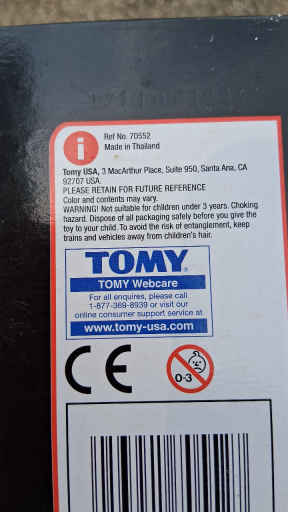 i
Ref No. 70552
Made in Thailand
Tomy USA, 3 MacArthur Place, Suite 950, Santa Ana, CA
92707 USA.
PLEASE RETAIN FOR FUTURE REFERENCE
Color and contents may vary.
WARNING! Not suitable for children under 3 years. Choking
hazard. Dispose of all packaging safely before you give the
toy to your child. To avoid the risk of entanglement, keep
trains and vehicles away from children's hair.
TOMY®
TOMY Webcare
For all enquires, please call
1-877-369-8939 or visit our
online consumer support service at
www.tomy-usa.com
CE
0-3